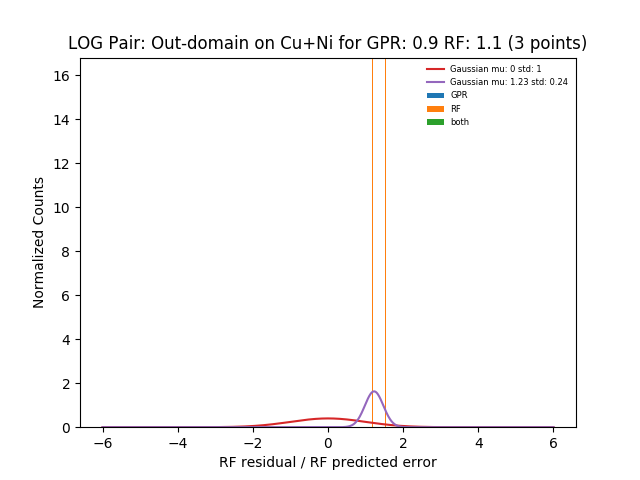 LOG Pair: Out-domain on Cu+Ni for GPR: 0.9 RF: 1.1 (3 points)
Gaussian mu: 0 std: 1
Gaussian mu: 1.23 std: 0.24
GPR
RF
both
Normalized Counts
16
14
12
10
8
6
4
2
0
−6 −4 −2 0 2 4 6
RF residual / RF predicted error